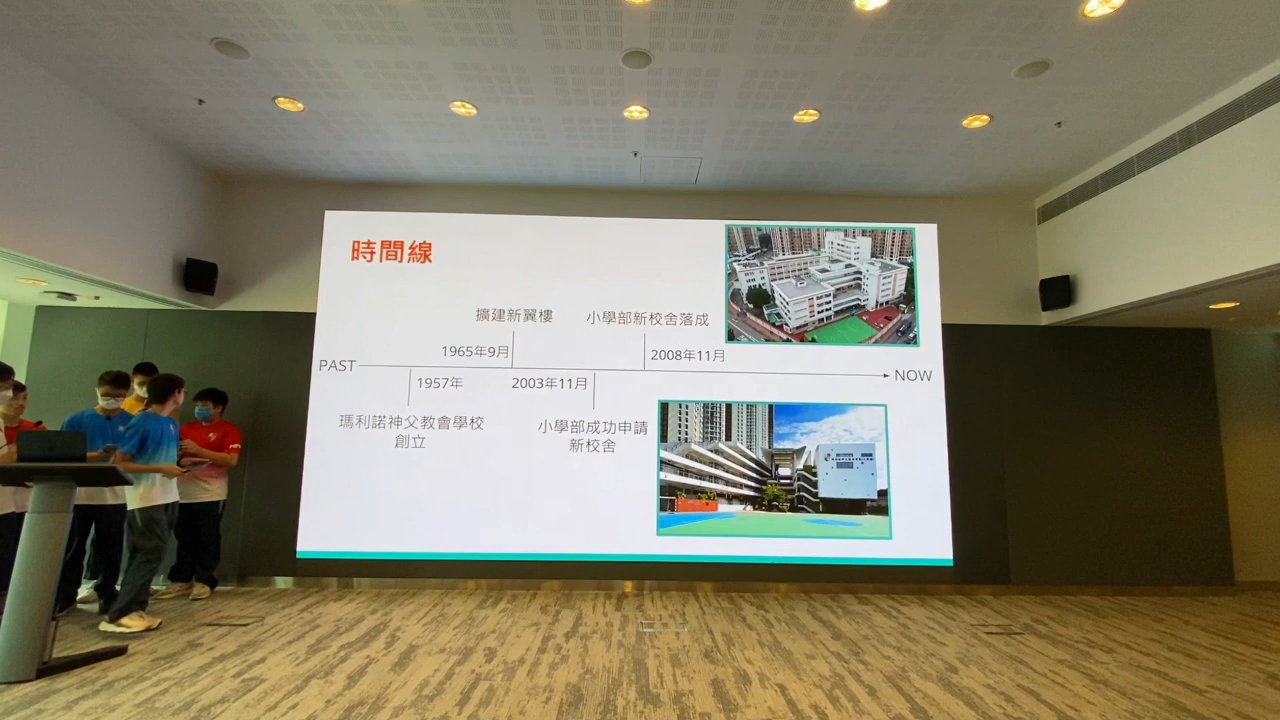 時間線
擴建新翼樓
小學部新校舍落成
1965年9月
2008年11月
PAST
NOW
1957年
2003年11月
瑪利諾神父教會學校
創立
小學部成功申請
新校舍